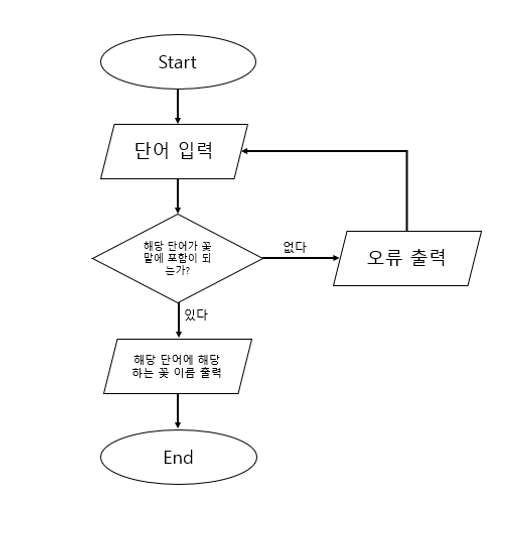 Start
단어 입력
해당 단어가 꽃
말에 포함이 되
는가?
없다
오류 출력
있다
해당 단어에 해당
하는 꽃 이름 출력
End